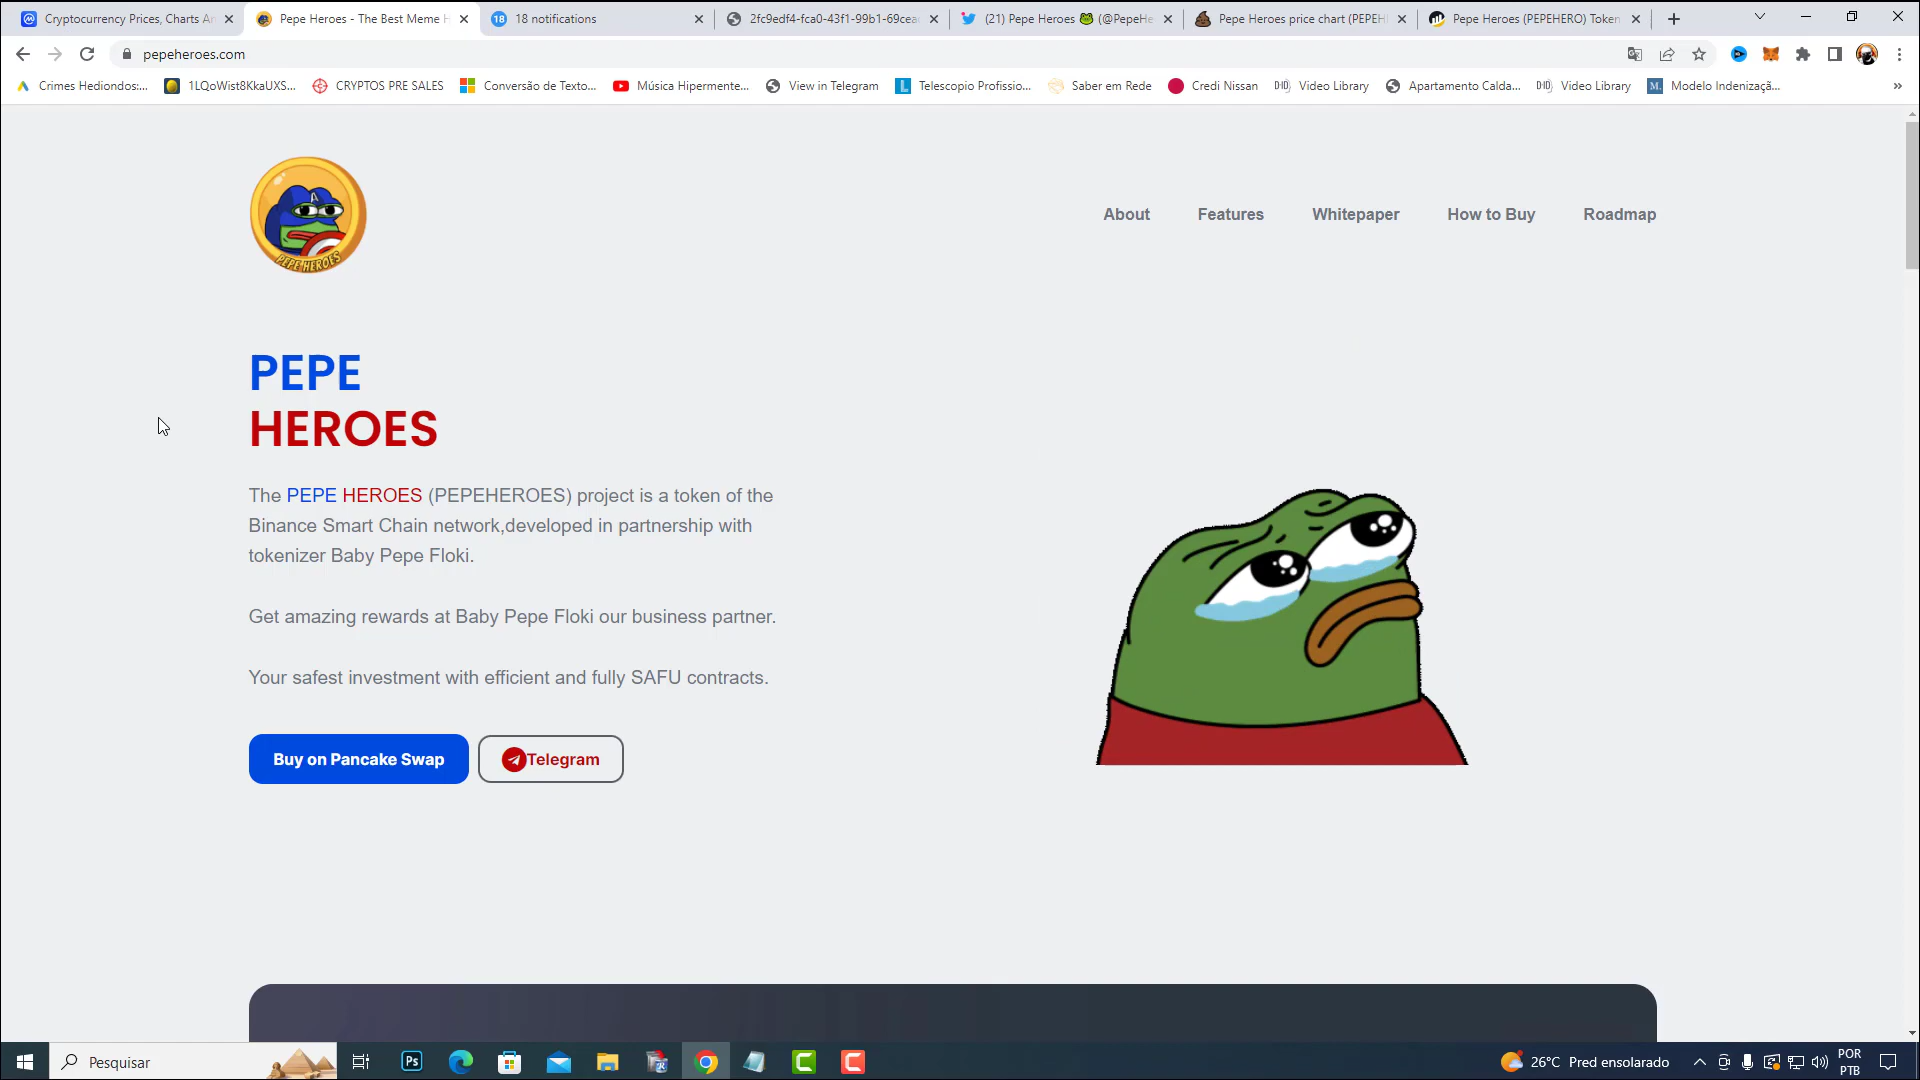 Cryptocurrency Prices, Charts
Pepe Heroes - The Best Meme
18 notifications
2fc9edf4-fca0-43f1-99b1-69cea
(21) Pepe Heroes 🐸 (@PepeHe
Pepe Heroes price chart (PEPEH
Pepe Heroes (PEPEHERO) Token
pepeheroes.com
Crimes Hediondos:...
1LQoWist8KkaUXS...
CRYPTOS PRE SALES
Conversão de Texto...
Música Hipermente...
View in Telegram
Telescopio Profissio...
Saber em Rede
Credi Nissan
Video Library
Apartamento Calda...
Video Library
Modelo Indenizaçã...
PEPE HEROES
About
Features
Whitepaper
How to Buy
Roadmap
PEPE
HEROES
The PEPE HEROES (PEPEHEROES) project is a token of the
Binance Smart Chain network,developed in partnership with
tokenizer Baby Pepe Floki.
Get amazing rewards at Baby Pepe Floki our business partner.
Your safest investment with efficient and fully SAFU contracts.
Buy on Pancake Swap
Telegram
Pesquisar
Ps
26°C Pred ensolarado
POR
PTB